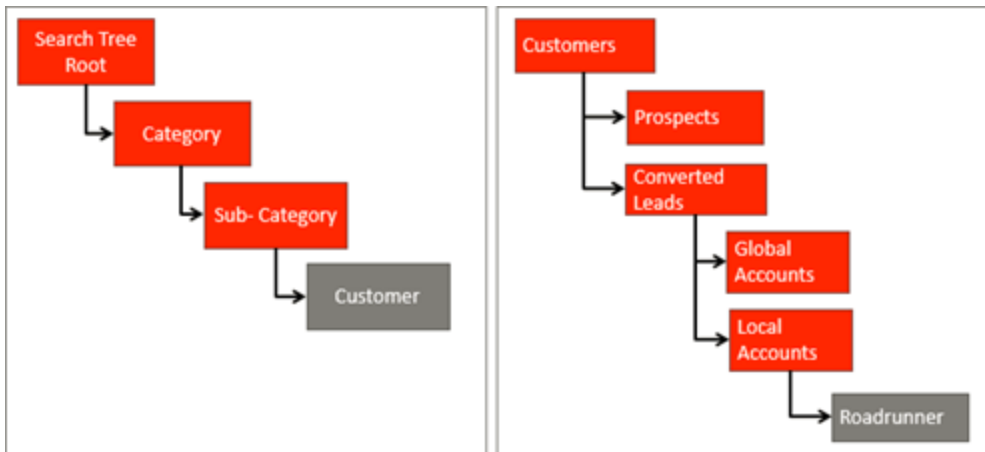 Search Tree
Root
Category
Sub- Category
Customer
Customers
Prospects
Converted
Leads
Global
Accounts
Local
Accounts
Roadrunner